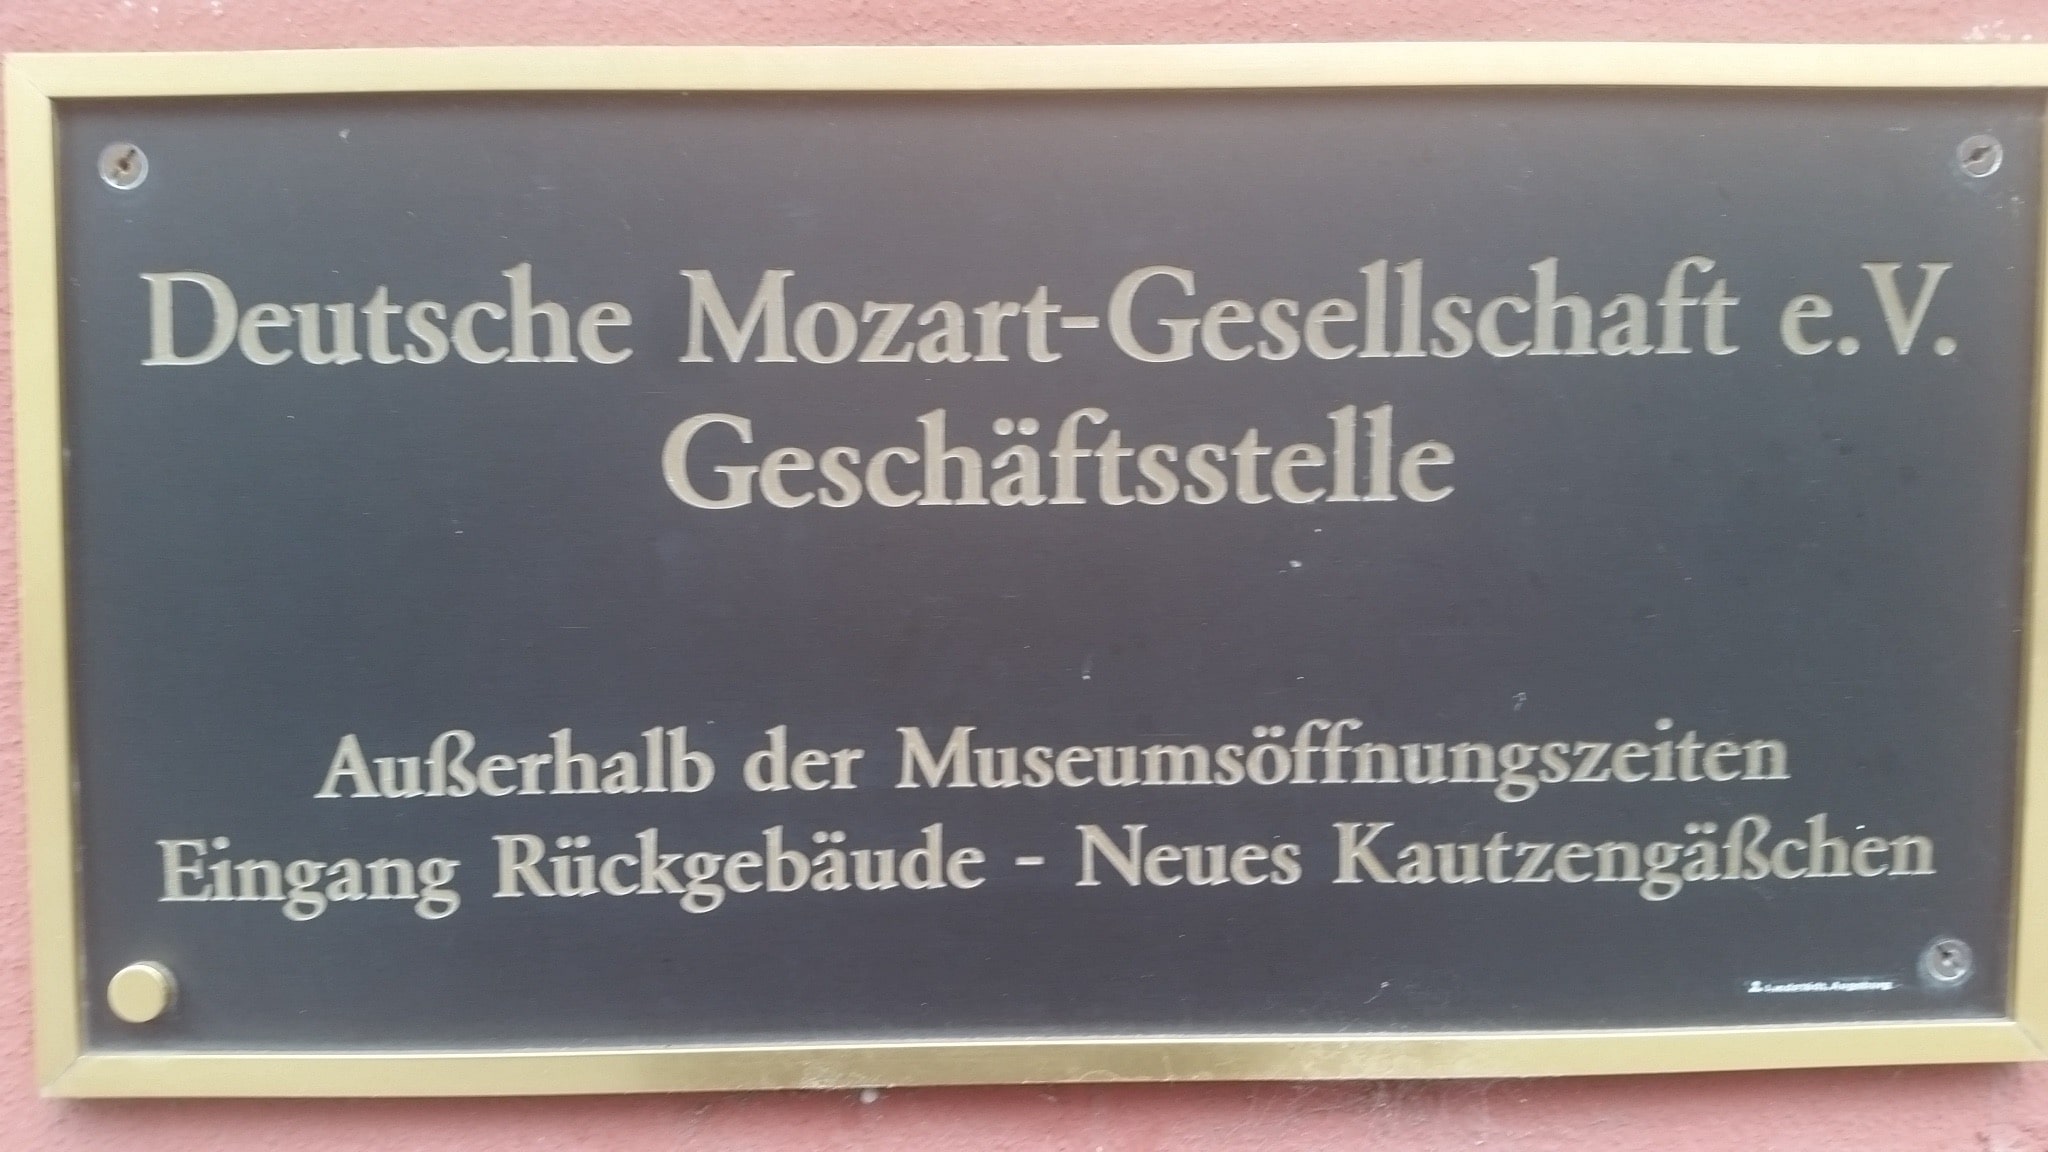 Deutsche Mozart-Gesellschaft e.V.
Geschäftsstelle
Außerhalb der Museumsöffnungszeiten
Eingang Rückgebäude - Neues Kautzengäßchen